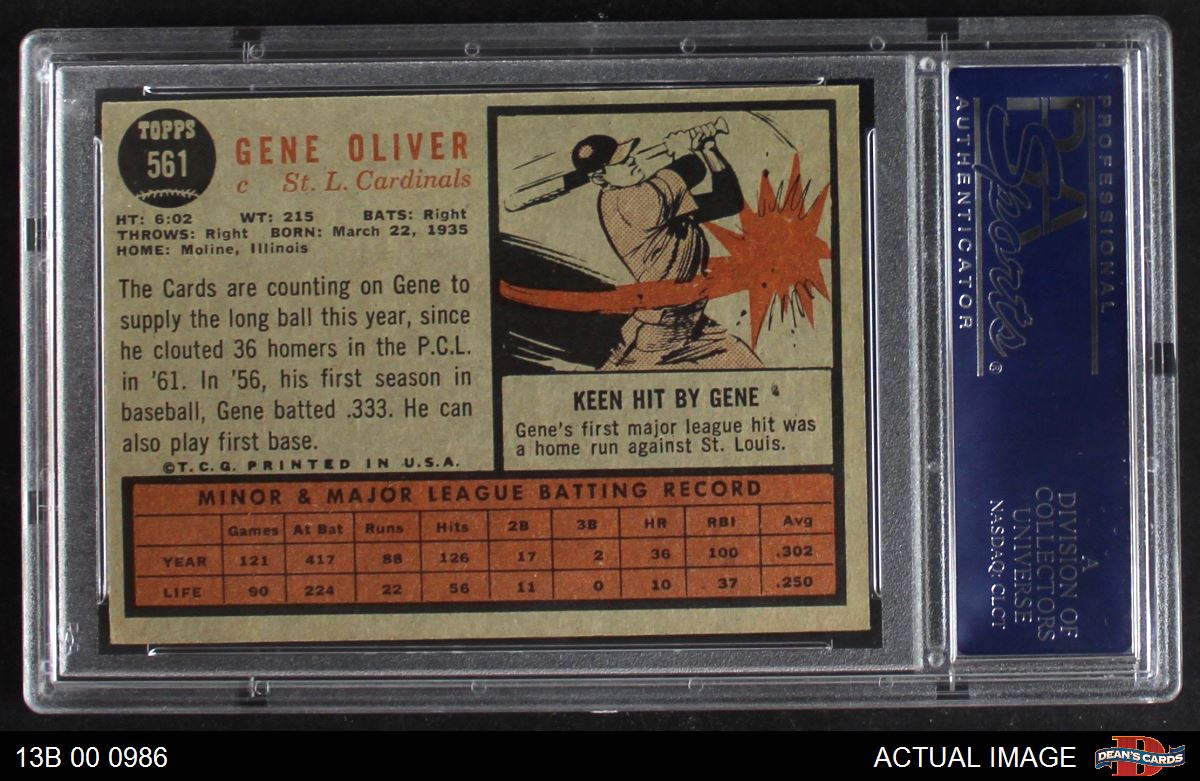 TOPPS
561
GENE OLIVER
c St. L. Cardinals
HT: 6:02 WT: 215 BATS: Right
THROWS: Right BORN: March 22, 1935
HOME: Moline, Illinois
The Cards are counting on Gene to
supply the long ball this year, since
he clouted 36 homers in the P.C.L.
in '61. In '56, his first season in
baseball, Gene batted .333. He can
also play first base.
©T.C.G. PRINTED IN U.S.A.
KEEN HIT BY GENE
Gene's first major league hit was
a home run against St. Louis.
MINOR & MAJOR LEAGUE BATTING RECORD
Games At Bat Runs Hits 2B 3B HR RBI Avg
YEAR 121 417 88 126 17 2 36 100 .302
LIFE 90 224 22 56 11 0 10 37 .250
PROFESSIONAL
PSA
Sports®
AUTHENTICATOR
A
DIVISION OF
COLLECTORS
UNIVERSE
NASDAQ: CLCT
13B 00 0986
ACTUAL IMAGE
D
DEAN'S CARDS